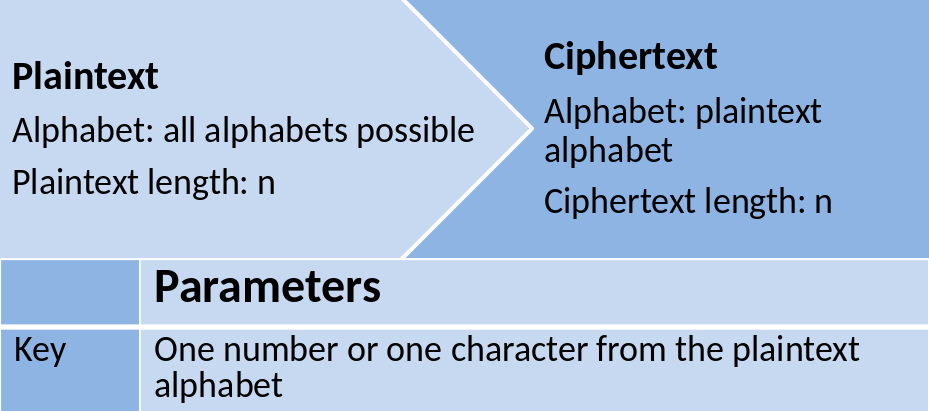 Plaintext
Alphabet: all alphabets possible
Plaintext length: n
Ciphertext
Alphabet: plaintext
alphabet
Ciphertext length: n
Parameters
Key
One number or one character from the plaintext
alphabet